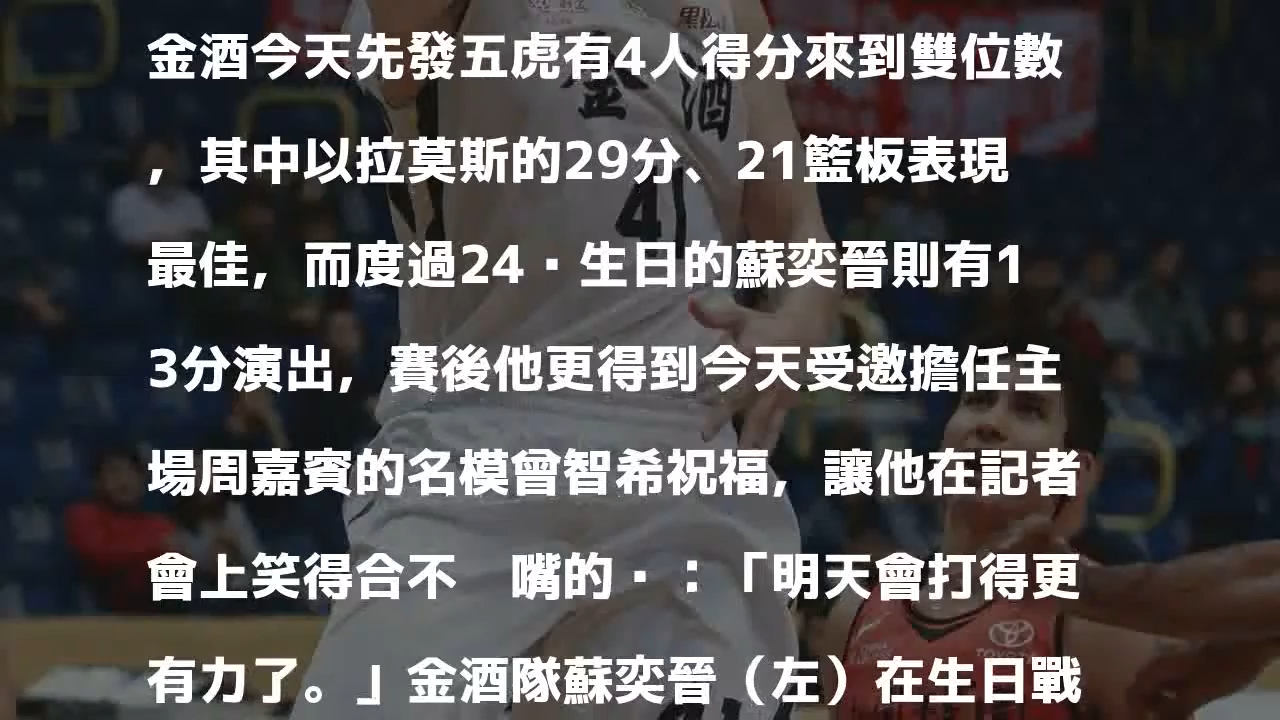 金酒今天先發五虎有4人得分來到雙位數
，其中以拉莫斯的29分、21籃板表現
最佳，而度過24▪生日的蘇奕晉則有1
3分演出，賽後他更得到今天受邀擔任主
場周嘉賓的名模曾智希祝福，讓他在記者
會上笑得合不　嘴的▪：「明天會打得更
有力了。」金酒隊蘇奕晉（左）在生日戰
金 酒
41
TOYOTA